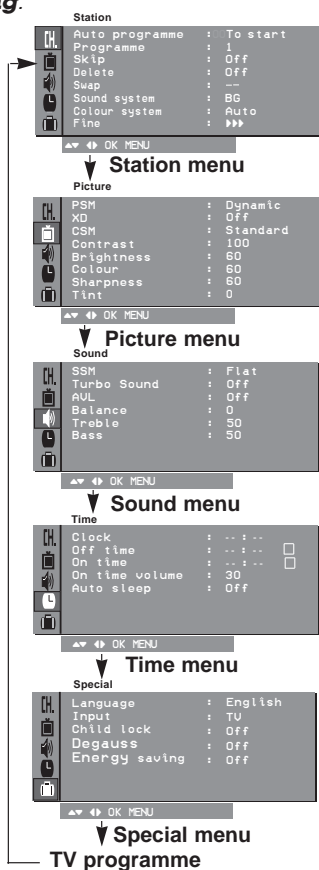 g.
Station
CH.
Auto programme : To start
Programme : 1
Skip : Off
Delete : Off
Swap : --
Sound system : BG
Colour system : Auto
Fine : ▶▶▶
▲▼ ◀▶ OK MENU
Station menu
Picture
CH.
PSM : Dynamic
XD : Off
CSM : Standard
Contrast : 100
Brightness : 60
Colour : 60
Sharpness : 60
Tint : 0
▲▼ ◀▶ OK MENU
Picture menu
Sound
CH.
SSM : Flat
Turbo Sound : Off
AVL : Off
Balance : 0
Treble : 50
Bass : 50
▲▼ ◀▶ OK MENU
Sound menu
Time
CH.
Clock : -- : --
Off time : -- : --
On time : -- : --
On time volume : 30
Auto sleep : Off
▲▼ ◀▶ OK MENU
Time menu
Special
CH.
Language : English
Input : TV
Child lock : Off
Degauss : Off
Energy saving : Off
▲▼ ◀▶ OK MENU
Special menu
TV programme